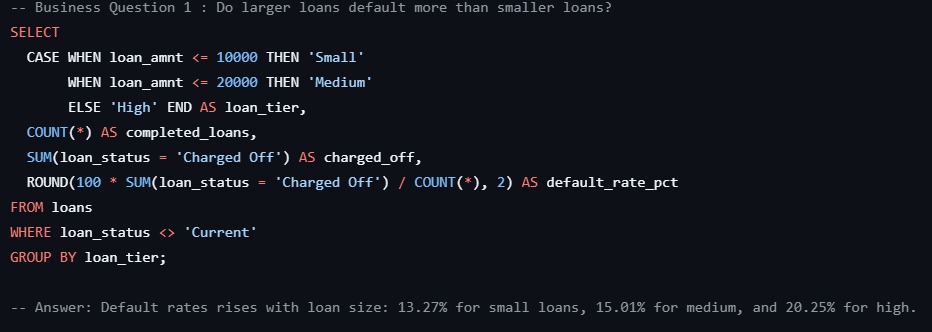 -- Business Question 1 : Do larger loans default more than smaller loans?
SELECT
  CASE WHEN loan_amnt <= 10000 THEN 'Small'
       WHEN loan_amnt <= 20000 THEN 'Medium'
       ELSE 'High' END AS loan_tier,
  COUNT(*) AS completed_loans,
  SUM(loan_status = 'Charged Off') AS charged_off,
  ROUND(100 * SUM(loan_status = 'Charged Off') / COUNT(*), 2) AS default_rate_pct
FROM loans
WHERE loan_status <> 'Current'
GROUP BY loan_tier;
-- Answer: Default rates rises with loan size: 13.27% for small loans, 15.01% for medium, and 20.25% for high.